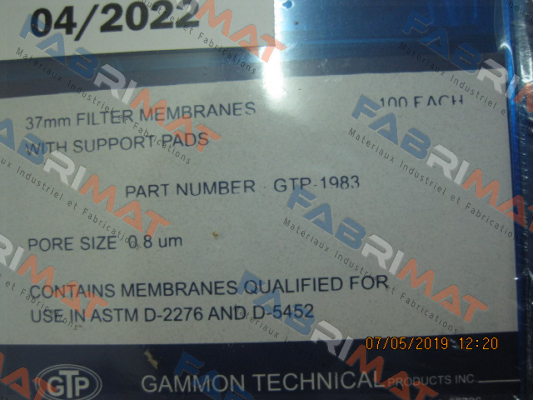 04/2022
37mm FILTER MEMBRANES 100 EACH
WITH SUPPORT PADS
PART NUMBER : GTP-1983
PORE SIZE 0.8 um
CONTAINS MEMBRANES QUALIFIED FOR
USE IN ASTM D-2276 AND D-5452
07/05/2019 12:20
GTP GAMMON TECHNICAL PRODUCTS INC
FABRIMAT
Materiaux Industriel et Fabrications